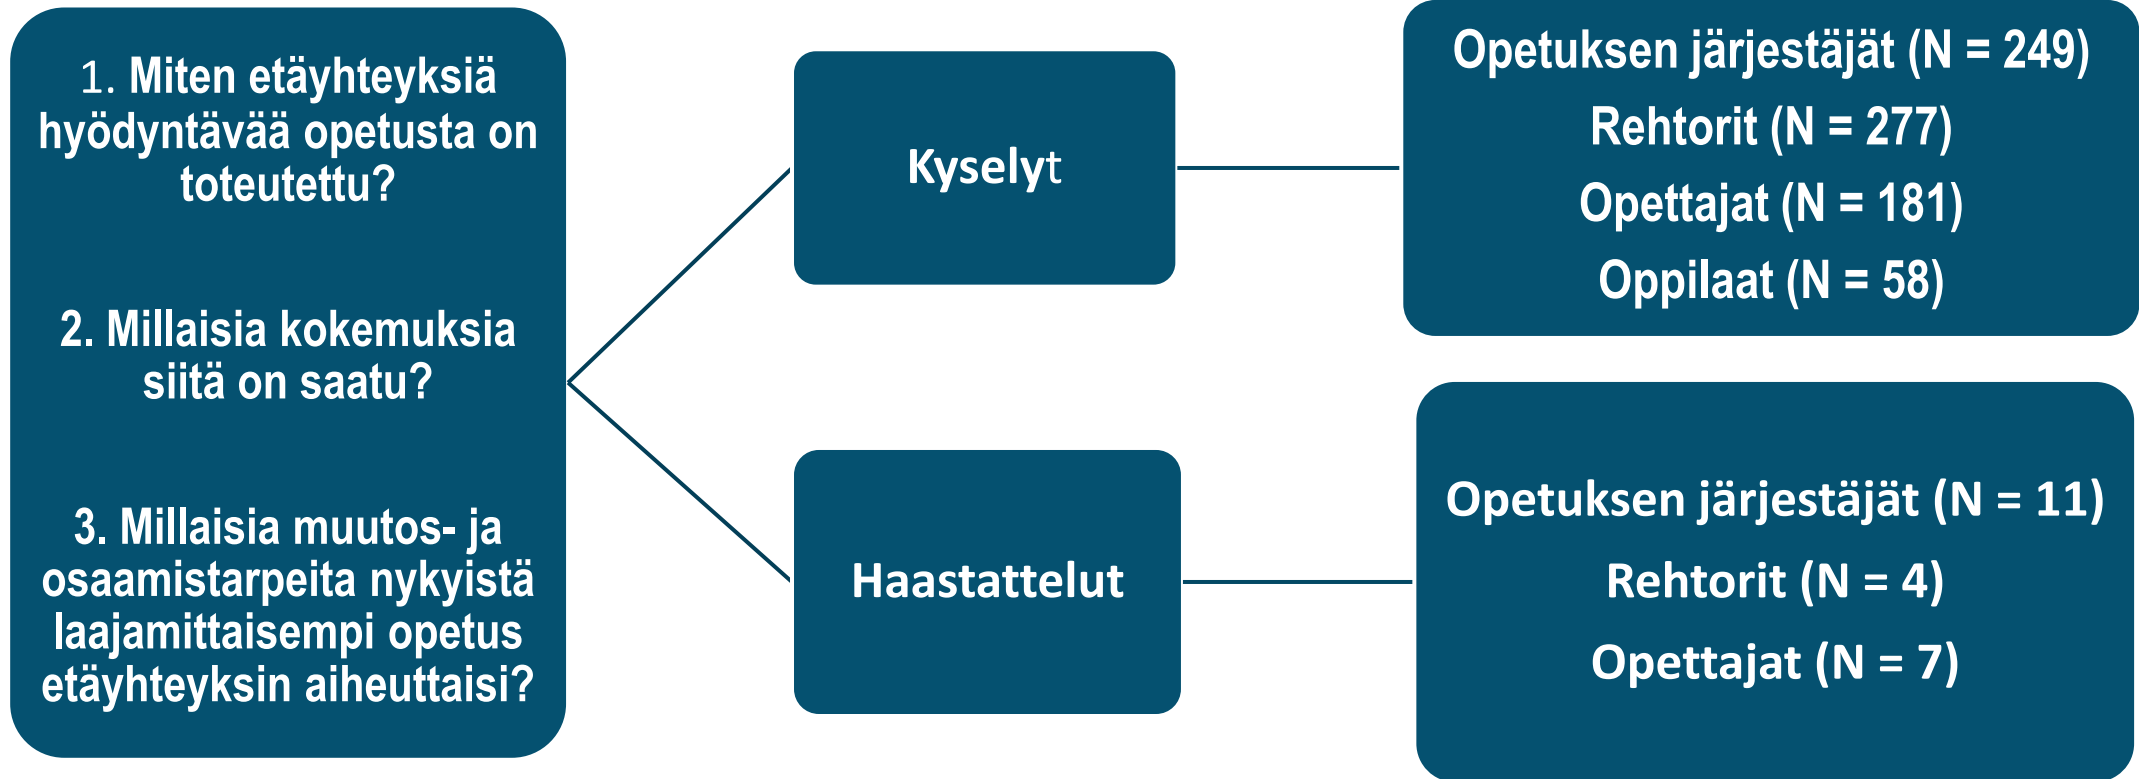 1. Miten etäyhteyksiä
hyödyntävää opetusta on
toteutettu?
2. Millaisia kokemuksia
siitä on saatu?
3. Millaisia muutos- ja
osaamistarpeita nykyistä
laajamittaisempi opetus
etäyhteyksin aiheuttaisi?
Kyselyt
Opetuksen järjestäjät (N = 249)
Rehtorit (N = 277)
Opettajat (N = 181)
Oppilaat (N = 58)
Haastattelut
Opetuksen järjestäjät (N = 11)
Rehtorit (N = 4)
Opettajat (N = 7)